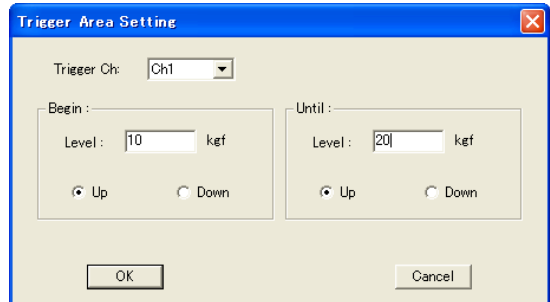 Trigger Area Setting
Trigger Ch: Ch1
Begin : Until :
Level : 10 kgf Level : 20 kgf
Up Down Up Down
OK Cancel